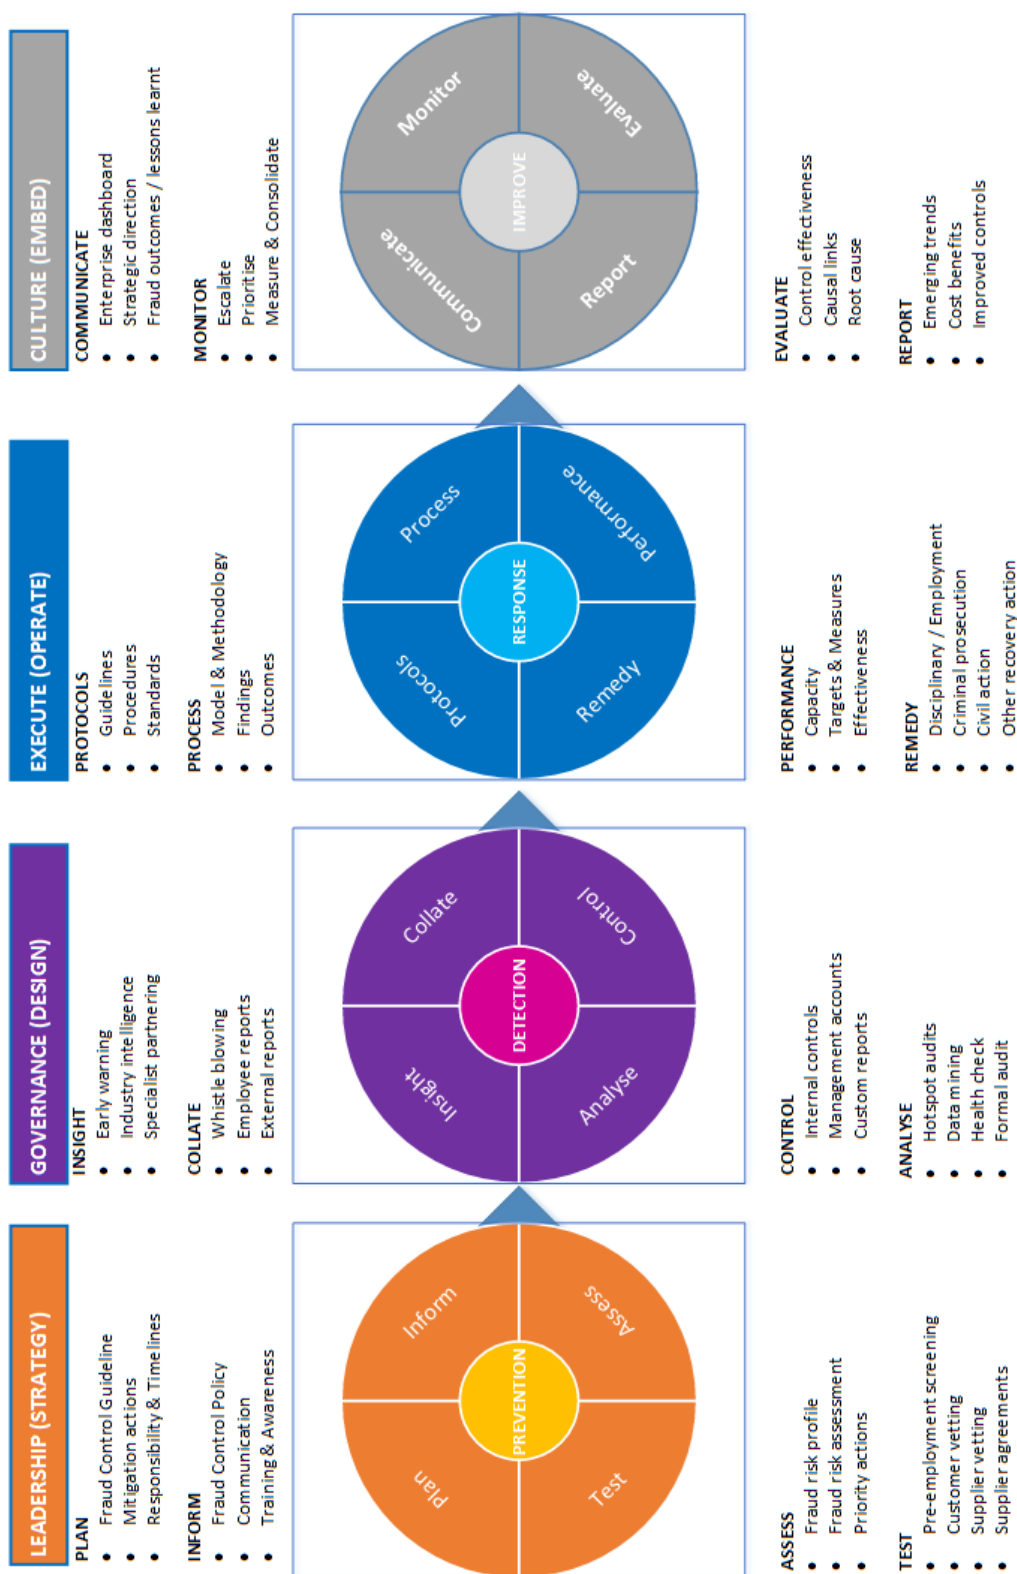 LEADERSHIP (STRATEGY)
PLAN
• Fraud Control Guideline
• Mitigation actions
• Responsibility & Timelines
INFORM
• Fraud Control Policy
• Communication
• Training & Awareness
Plan
Inform
PREVENTION
Test
Assess
ASSESS
• Fraud risk profile
• Fraud risk assessment
• Priority actions
TEST
• Pre-employment screening
• Customer vetting
• Supplier vetting
• Supplier agreements
GOVERNANCE (DESIGN)
INSIGHT
• Early warning
• Industry intelligence
• Specialist partnering
COLLATE
• Whistle blowing
• Employee reports
• External reports
Insight
Collate
DETECTION
Analyse
Control
CONTROL
• Internal controls
• Management accounts
• Custom reports
ANALYSE
• Hotspot audits
• Data mining
• Health check
• Formal audit
EXECUTE (OPERATE)
PROTOCOLS
• Guidelines
• Procedures
• Standards
PROCESS
• Model & Methodology
• Findings
• Outcomes
Protocols
Process
RESPONSE
Remedy
Performance
PERFORMANCE
• Capacity
• Targets & Measures
• Effectiveness
REMEDY
• Disciplinary / Employment
• Criminal prosecution
• Civil action
• Other recovery action
CULTURE (EMBED)
COMMUNICATE
• Enterprise dashboard
• Strategic direction
• Fraud outcomes / lessons learnt
MONITOR
• Escalate
• Prioritise
• Measure & Consolidate
Communicate
Monitor
IMPROVE
Report
Evaluate
EVALUATE
• Control effectiveness
• Causal links
• Root cause
REPORT
• Emerging trends
• Cost benefits
• Improved controls